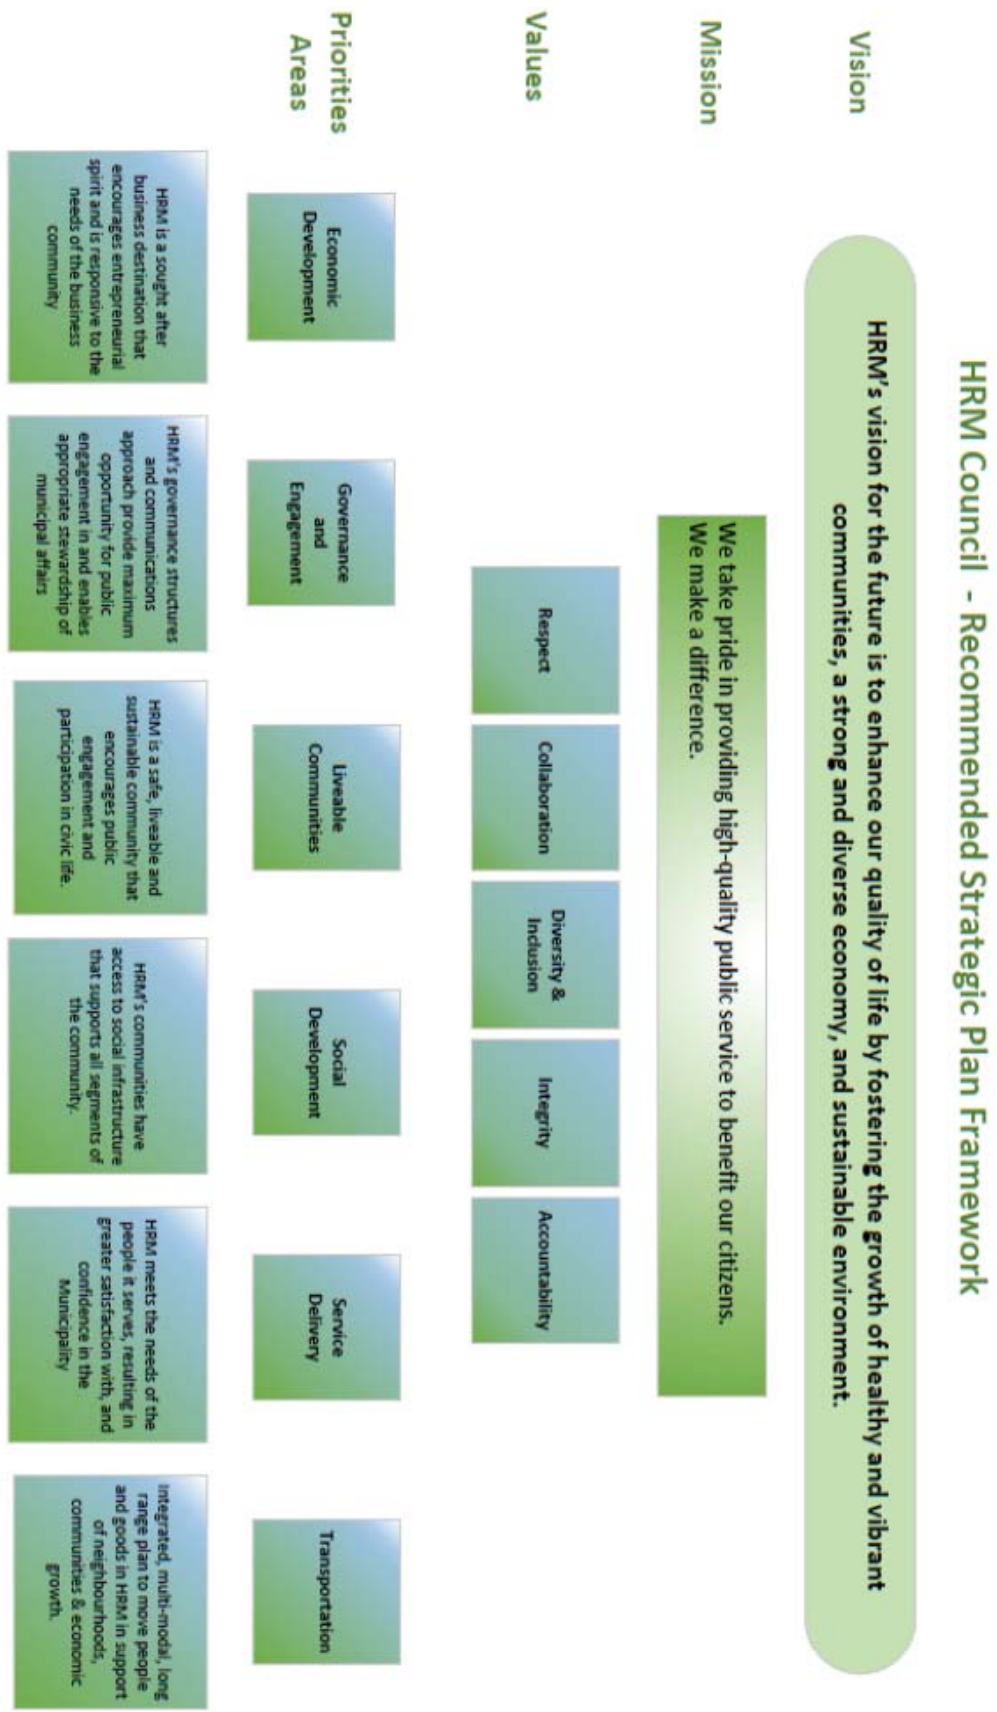 HRM Council - Recommended Strategic Plan Framework
Vision
HRM's vision for the future is to enhance our quality of life by fostering the growth of healthy and vibrant
communities, a strong and diverse economy, and sustainable environment.
Mission
We take pride in providing high-quality public service to benefit our citizens.
We make a difference.
Values
Respect
Collaboration
Diversity &
Inclusion
Integrity
Accountability
Priorities
Areas
Economic
Development
Governance
and
Engagement
Liveable
Communities
Social
Development
Service
Delivery
Transportation
HRM is a sought after
business destination that
encourages entrepreneurial
spirit and is responsive to the
needs of the business
community
HRM's governance structures
and communications
approach provide maximum
opportunity for public
engagement in and enables
appropriate stewardship of
municipal affairs
HRM is a safe, liveable and
sustainable community that
encourages public
engagement and
participation in civic life.
HRM's communities have
access to social infrastructure
that supports all segments of
the community.
HRM meets the needs of the
people it serves, resulting in
greater satisfaction with, and
confidence in the
Municipality
Integrated, multi-modal, long
range plan to move people
and goods in HRM in support
of neighbourhoods,
communities & economic
growth.